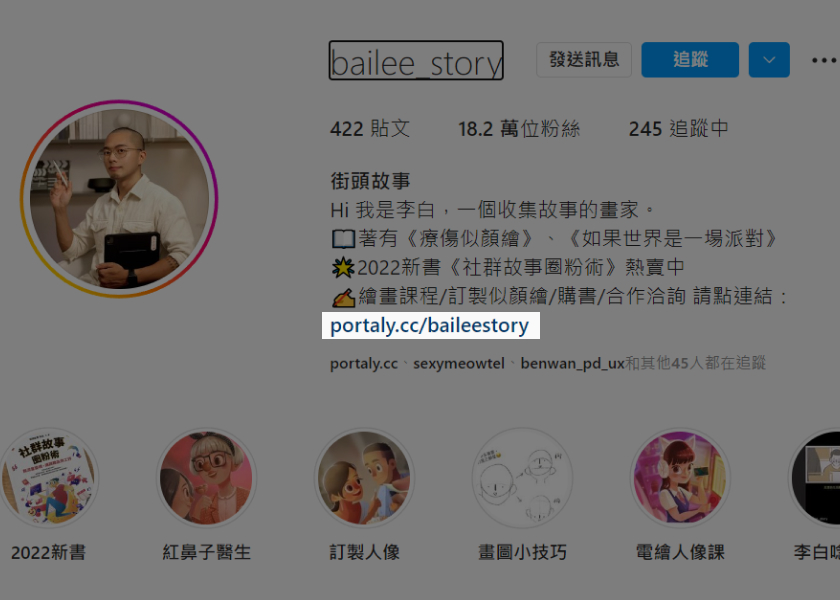 bailee_story
發送訊息
追蹤
422 貼文
18.2 萬位粉絲
245 追蹤中
街頭故事
Hi 我是李白，一個收集故事的畫家。
📖著有《療傷似顏繪》、《如果世界是一場派對》
🌟2022新書《社群故事圈粉術》熱賣中
✍️繪畫課程/訂製似顏繪/購書/合作洽詢 請點連結：
portaly.cc/baileestory
portaly.cc、sexymeowtel、benwan_pd_ux和其他45人都在追蹤
社群故事
圈粉術
2022新書
紅鼻子醫生
訂製人像
畫圖小技巧
電繪人像課
李白